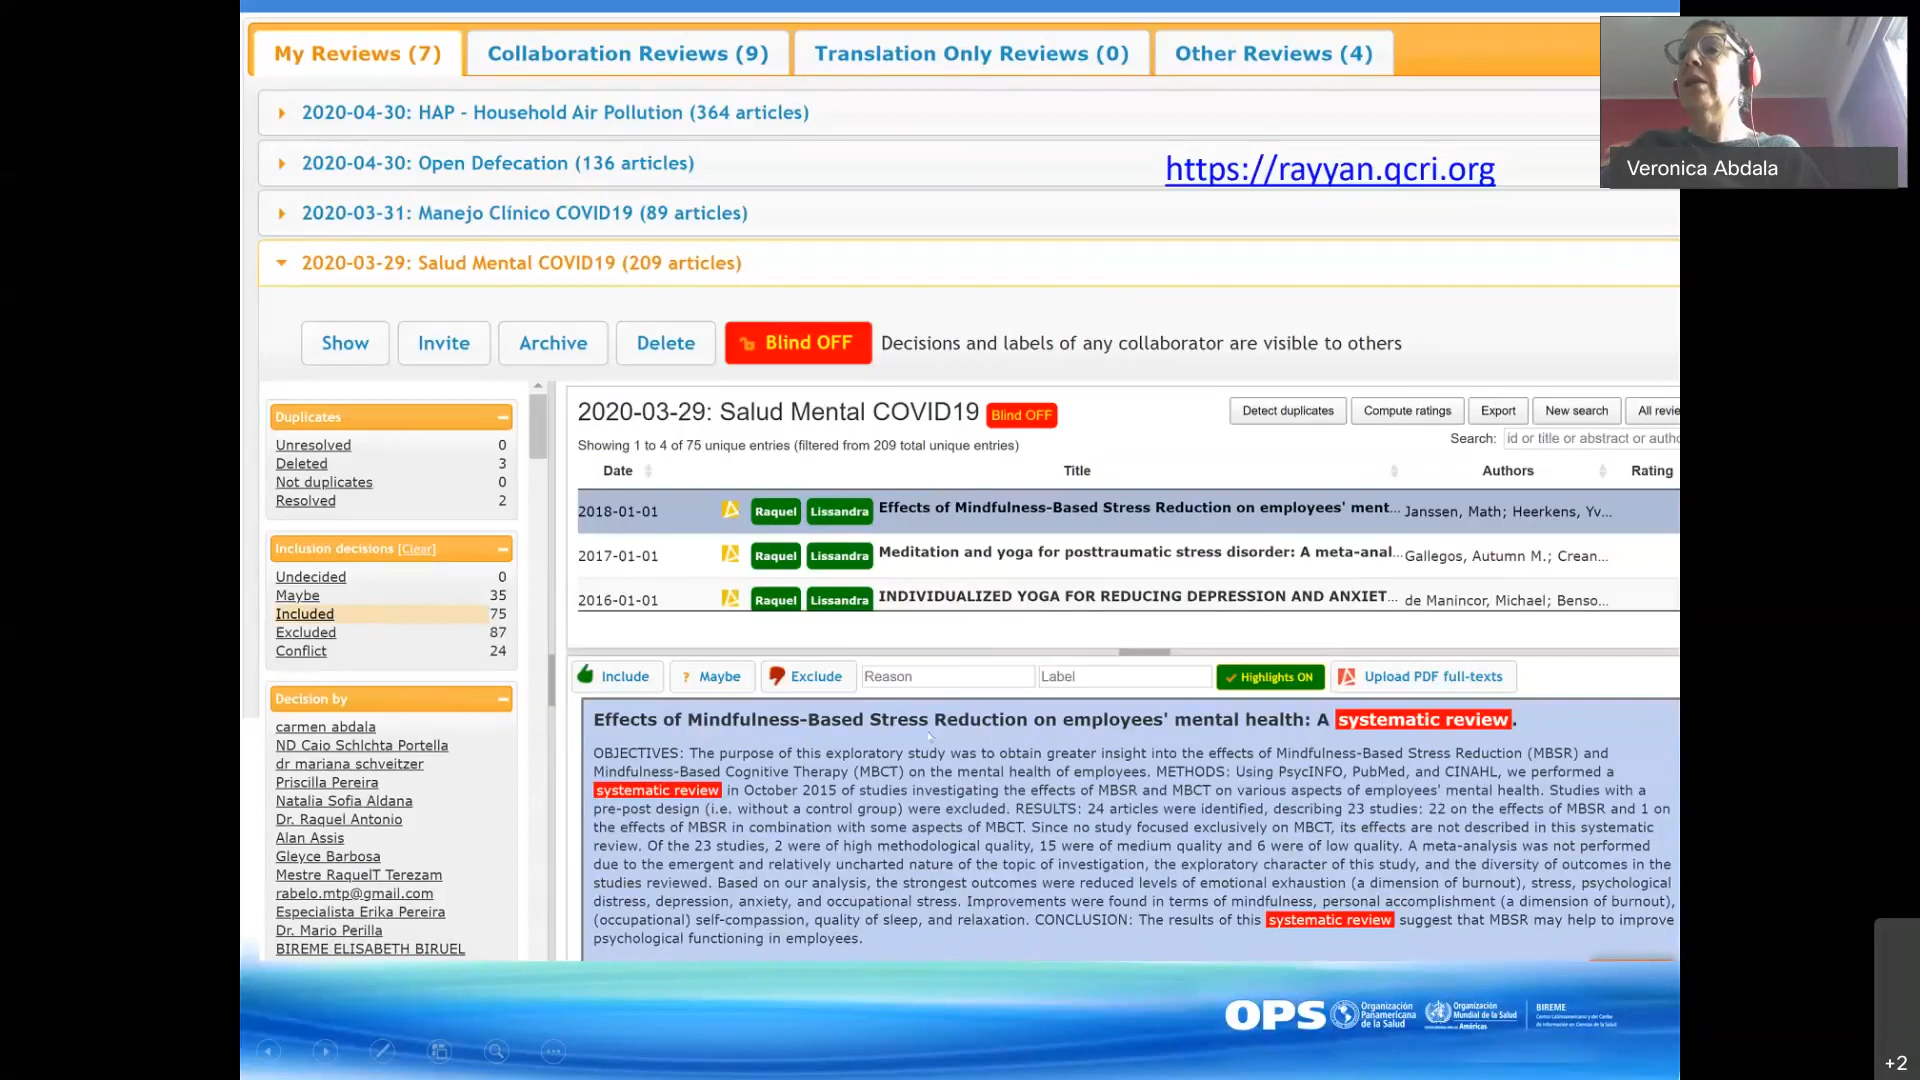 My Reviews (7)
Collaboration Reviews (9)
Translation Only Reviews (0)
Other Reviews (4)
2020-04-30: HAP - Household Air Pollution (364 articles)
2020-04-30: Open Defecation (136 articles)
https://rayyan.qcri.org
Veronica Abdala
2020-03-31: Manejo Clínico COVID19 (89 articles)
2020-03-29: Salud Mental COVID19 (209 articles)
Show
Invite
Archive
Delete
Blind OFF
Decisions and labels of any collaborator are visible to others
Duplicates
Unresolved 0
Deleted 3
Not duplicates 0
Resolved 2
Inclusion decisions [Clear]
Undecided 0
Maybe 35
Included 75
Excluded 87
Conflict 24
Decision by
carmen abdala
ND Caio Schlchta Portella
dr mariana schveitzer
Priscilla Pereira
Natalia Sofia Aldana
Dr. Raquel Antonio
Alan Assis
Gleyce Barbosa
Mestre RaquelT Terezam
rabelo.mtp@gmail.com
Especialista Erika Pereira
Dr. Mario Perilla
BIREME ELISABETH BIRUEL
2020-03-29: Salud Mental COVID19 Blind OFF
Detect duplicates
Compute ratings
Export
New search
All revie
Showing 1 to 4 of 75 unique entries (filtered from 209 total unique entries)
Search: id or title or abstract or autho
Date Title Authors Rating
2018-01-01 Raquel Lissandra Effects of Mindfulness-Based Stress Reduction on employees' ment... Janssen, Math; Heerkens, Yv...
2017-01-01 Raquel Lissandra Meditation and yoga for posttraumatic stress disorder: A meta-anal... Gallegos, Autumn M.; Crean...
2016-01-01 Raquel Lissandra INDIVIDUALIZED YOGA FOR REDUCING DEPRESSION AND ANXIET... de Manincor, Michael; Benso...
Include
? Maybe
Exclude
Reason
Label
Highlights ON
Upload PDF full-texts
Effects of Mindfulness-Based Stress Reduction on employees' mental health: A systematic review.
OBJECTIVES: The purpose of this exploratory study was to obtain greater insight into the effects of Mindfulness-Based Stress Reduction (MBSR) and
Mindfulness-Based Cognitive Therapy (MBCT) on the mental health of employees. METHODS: Using PsycINFO, PubMed, and CINAHL, we performed a
systematic review in October 2015 of studies investigating the effects of MBSR and MBCT on various aspects of employees' mental health. Studies with a
pre-post design (i.e. without a control group) were excluded. RESULTS: 24 articles were identified, describing 23 studies: 22 on the effects of MBSR and 1 on
the effects of MBSR in combination with some aspects of MBCT. Since no study focused exclusively on MBCT, its effects are not described in this systematic
review. Of the 23 studies, 2 were of high methodological quality, 15 were of medium quality and 6 were of low quality. A meta-analysis was not performed
due to the emergent and relatively uncharted nature of the topic of investigation, the exploratory character of this study, and the diversity of outcomes in the
studies reviewed. Based on our analysis, the strongest outcomes were reduced levels of emotional exhaustion (a dimension of burnout), stress, psychological
distress, depression, anxiety, and occupational stress. Improvements were found in terms of mindfulness, personal accomplishment (a dimension of burnout),
(occupational) self-compassion, quality of sleep, and relaxation. CONCLUSION: The results of this systematic review suggest that MBSR may help to improve
psychological functioning in employees.
OPS
Organización
Panamericana
de la Salud
Organización
Mundial de la Salud
Américas
BIREME
Centro Latinoamericano y del Caribe
de Información en Ciencias de la Salud
+2